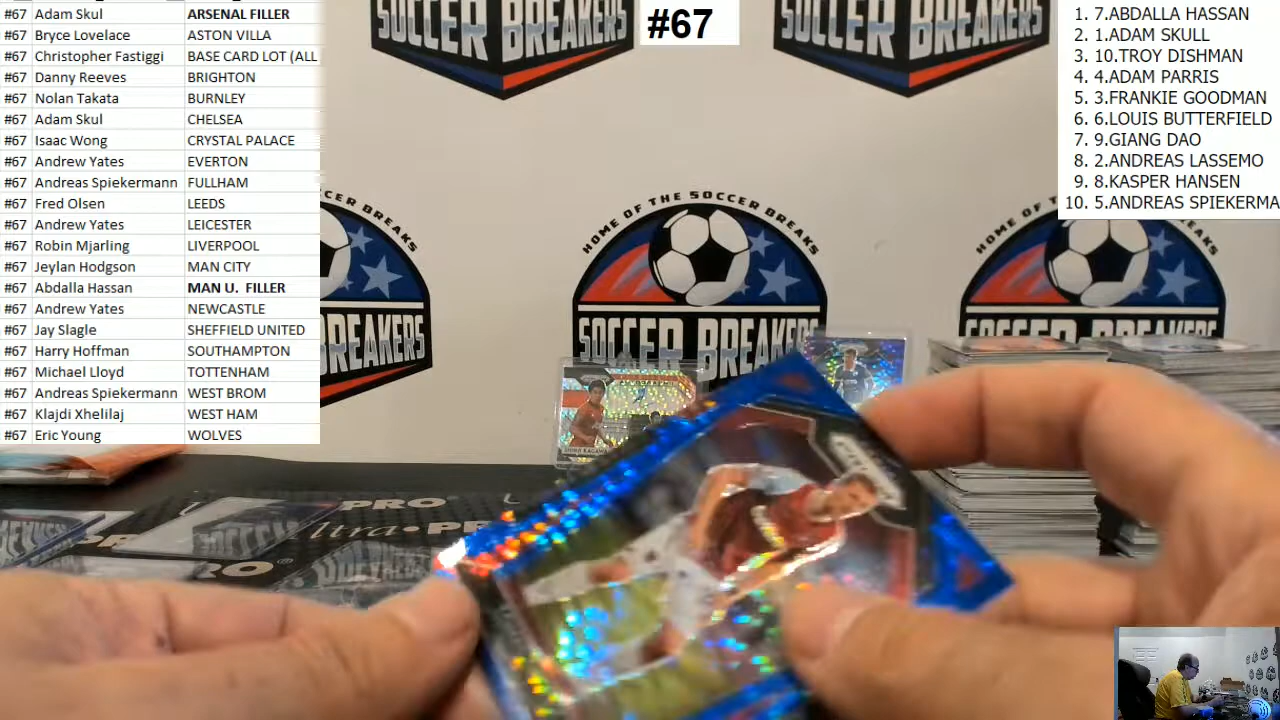 #67 Adam Skul ARSENAL FILLER
#67 Bryce Lovelace ASTON VILLA
#67 Christopher Fastiggi BASE CARD LOT (ALL
#67 Danny Reeves BRIGHTON
#67 Nolan Takata BURNLEY
#67 Adam Skul CHELSEA
#67 Isaac Wong CRYSTAL PALACE
#67 Andrew Yates EVERTON
#67 Andreas Spiekermann FULLHAM
#67 Fred Olsen LEEDS
#67 Andrew Yates LEICESTER
#67 Robin Mjarling LIVERPOOL
#67 Jeylan Hodgson MAN CITY
#67 Abdalla Hassan MAN U. FILLER
#67 Andrew Yates NEWCASTLE
#67 Jay Slagle SHEFFIELD UNITED
#67 Harry Hoffman SOUTHAMPTON
#67 Michael Lloyd TOTTENHAM
#67 Andreas Spiekermann WEST BROM
#67 Klajdi Xhelilaj WEST HAM
#67 Eric Young WOLVES
#67
1. 7.ABDALLA HASSAN
2. 1.ADAM SKULL
3. 10.TROY DISHMAN
4. 4.ADAM PARRIS
5. 3.FRANKIE GOODMAN
6. 6.LOUIS BUTTERFIELD
7. 9.GIANG DAO
8. 2.ANDREAS LASSEMO
9. 8.KASPER HANSEN
10. 5.ANDREAS SPIEKERMA
SOCCER BREAKERS
SOCCER BREAKERS
HOME OF THE SOCCER BREAKS
SOCCER BREAKERS
SOCCER BREAKERS
BREAKERS
SHINJI KAGAWA
PRO
Ultra•PRO
PRO